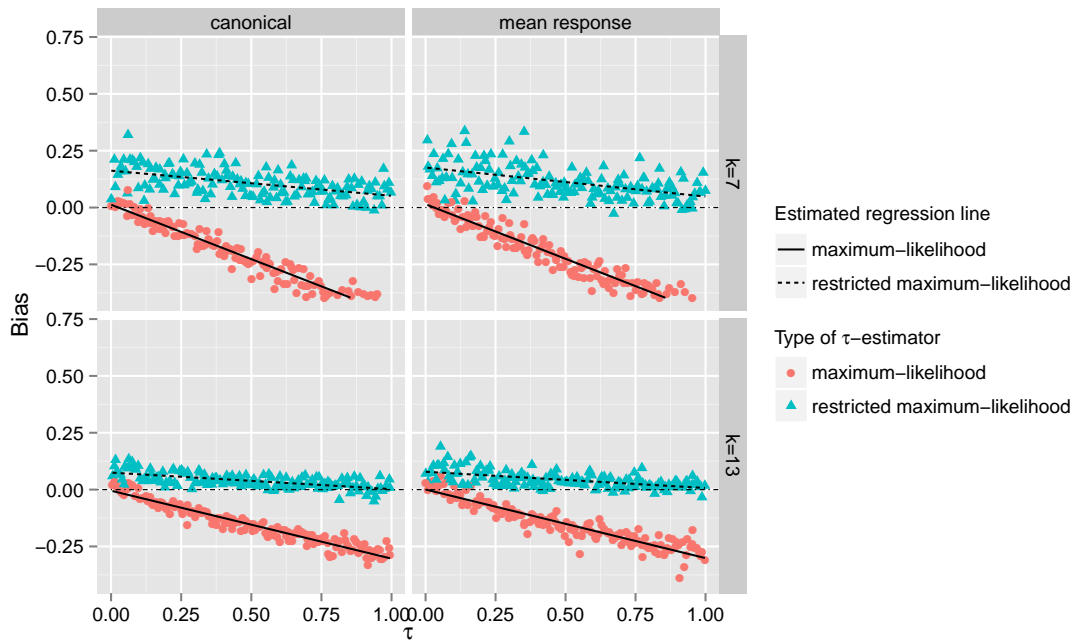 canonical
mean response
0.75
0.50
0.25
0.00
−0.25
k=7
0.75
0.50
0.25
0.00
−0.25
k=13
Bias
0.00 0.25 0.50 0.75 1.00
0.00 0.25 0.50 0.75 1.00
τ
Estimated regression line
maximum−likelihood
restricted maximum−likelihood
Type of τ−estimator
maximum−likelihood
restricted maximum−likelihood